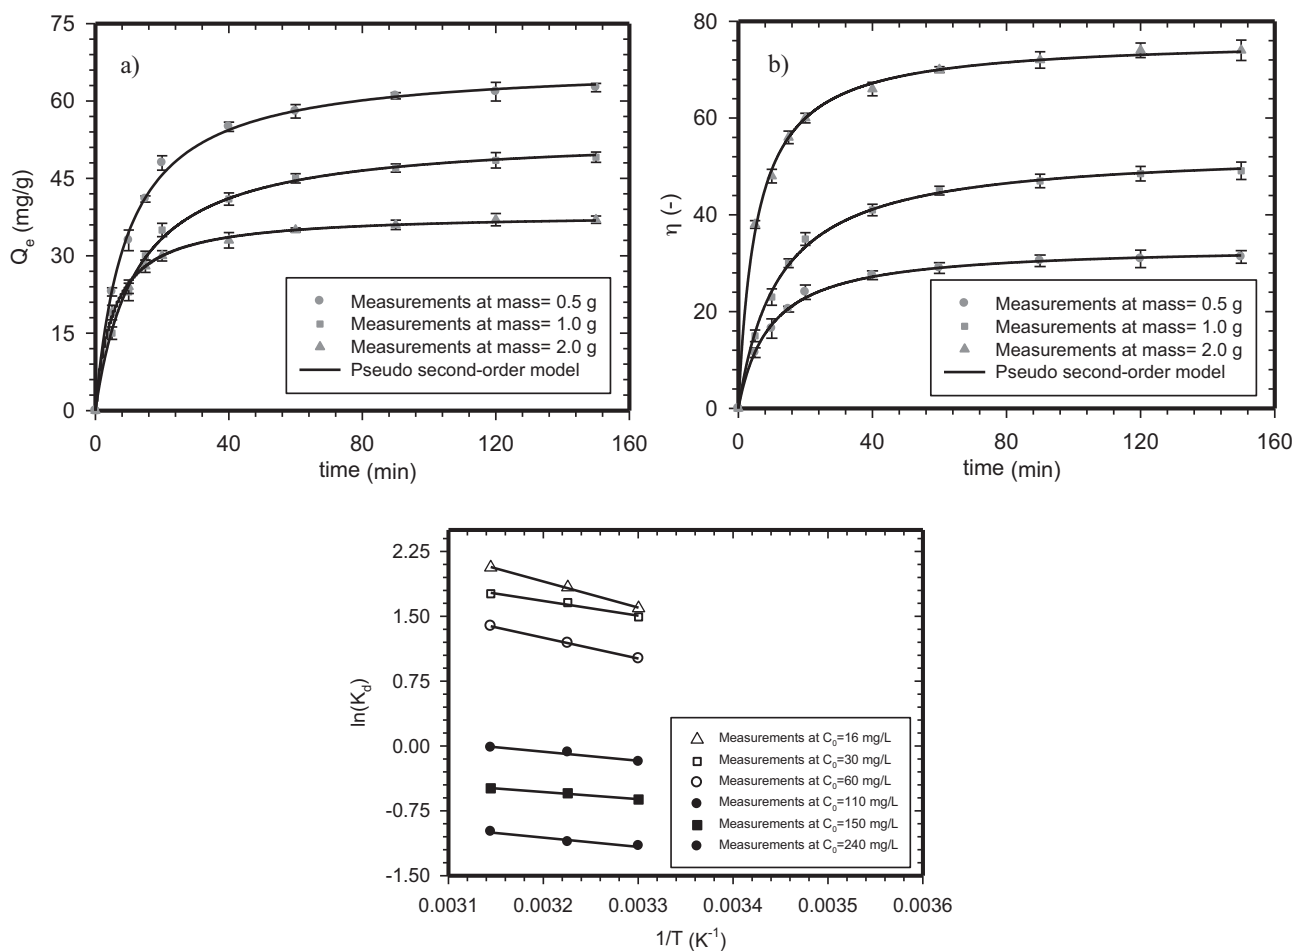 75
60
45
30
15
0
Qe (mg/g)
a)
Measurements at mass= 0.5 g
Measurements at mass= 1.0 g
Measurements at mass= 2.0 g
Pseudo second-order model
0 40 80 120 160
time (min)
80
60
40
20
0
η (-)
b)
Measurements at mass= 0.5 g
Measurements at mass= 1.0 g
Measurements at mass= 2.0 g
Pseudo second-order model
0 40 80 120 160
time (min)
2.25
1.50
0.75
0.00
-0.75
-1.50
ln(Kd)
Measurements at C0=16 mg/L
Measurements at C0=30 mg/L
Measurements at C0=60 mg/L
Measurements at C0=110 mg/L
Measurements at C0=150 mg/L
Measurements at C0=240 mg/L
0.0031 0.0032 0.0033 0.0034 0.0035 0.0036
1/T (K-1)